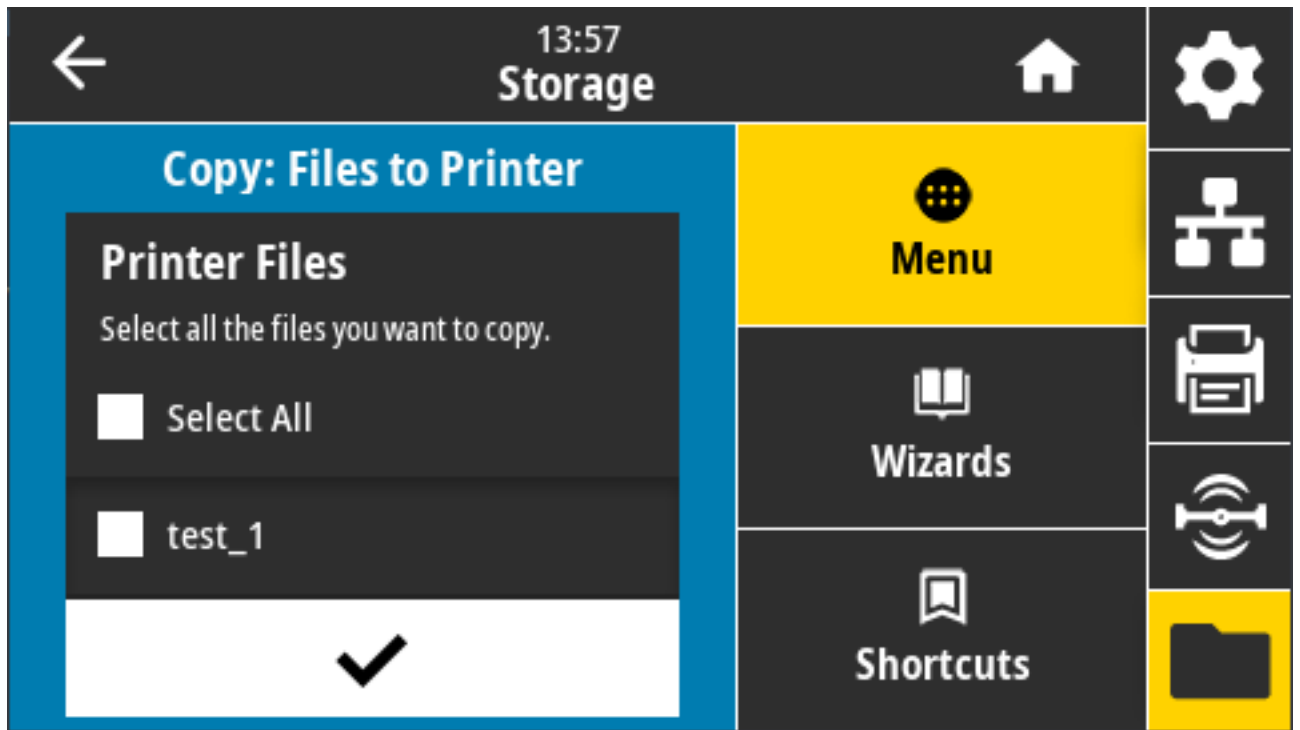 13:57
Storage
Copy: Files to Printer
Printer Files
Select all the files you want to copy.
Select All
test_1
Menu
Wizards
Shortcuts